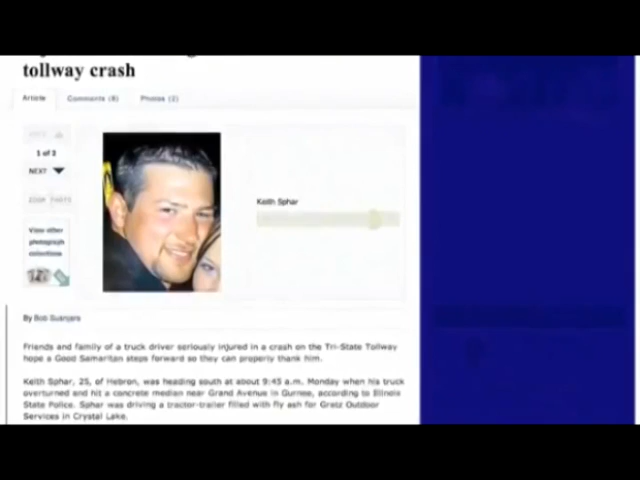 tollway crash
Article Comments (8) Photos (2)
1 of 2
NEXT
View other
photograph
collections
Keith Sphar
By Bob Susnjara
Friends and family of a truck driver seriously injured in a crash on the Tri-State Tollway
hope a Good Samaritan steps forward so they can properly thank him.
Keith Sphar, 25, of Hebron, was heading south at about 9:45 a.m. Monday when his truck
overturned and hit a concrete median near Grand Avenue in Gurnee, according to Illinois
State Police. Sphar was driving a tractor-trailer filled with fly ash for Gretz Outdoor
Services in Crystal Lake.